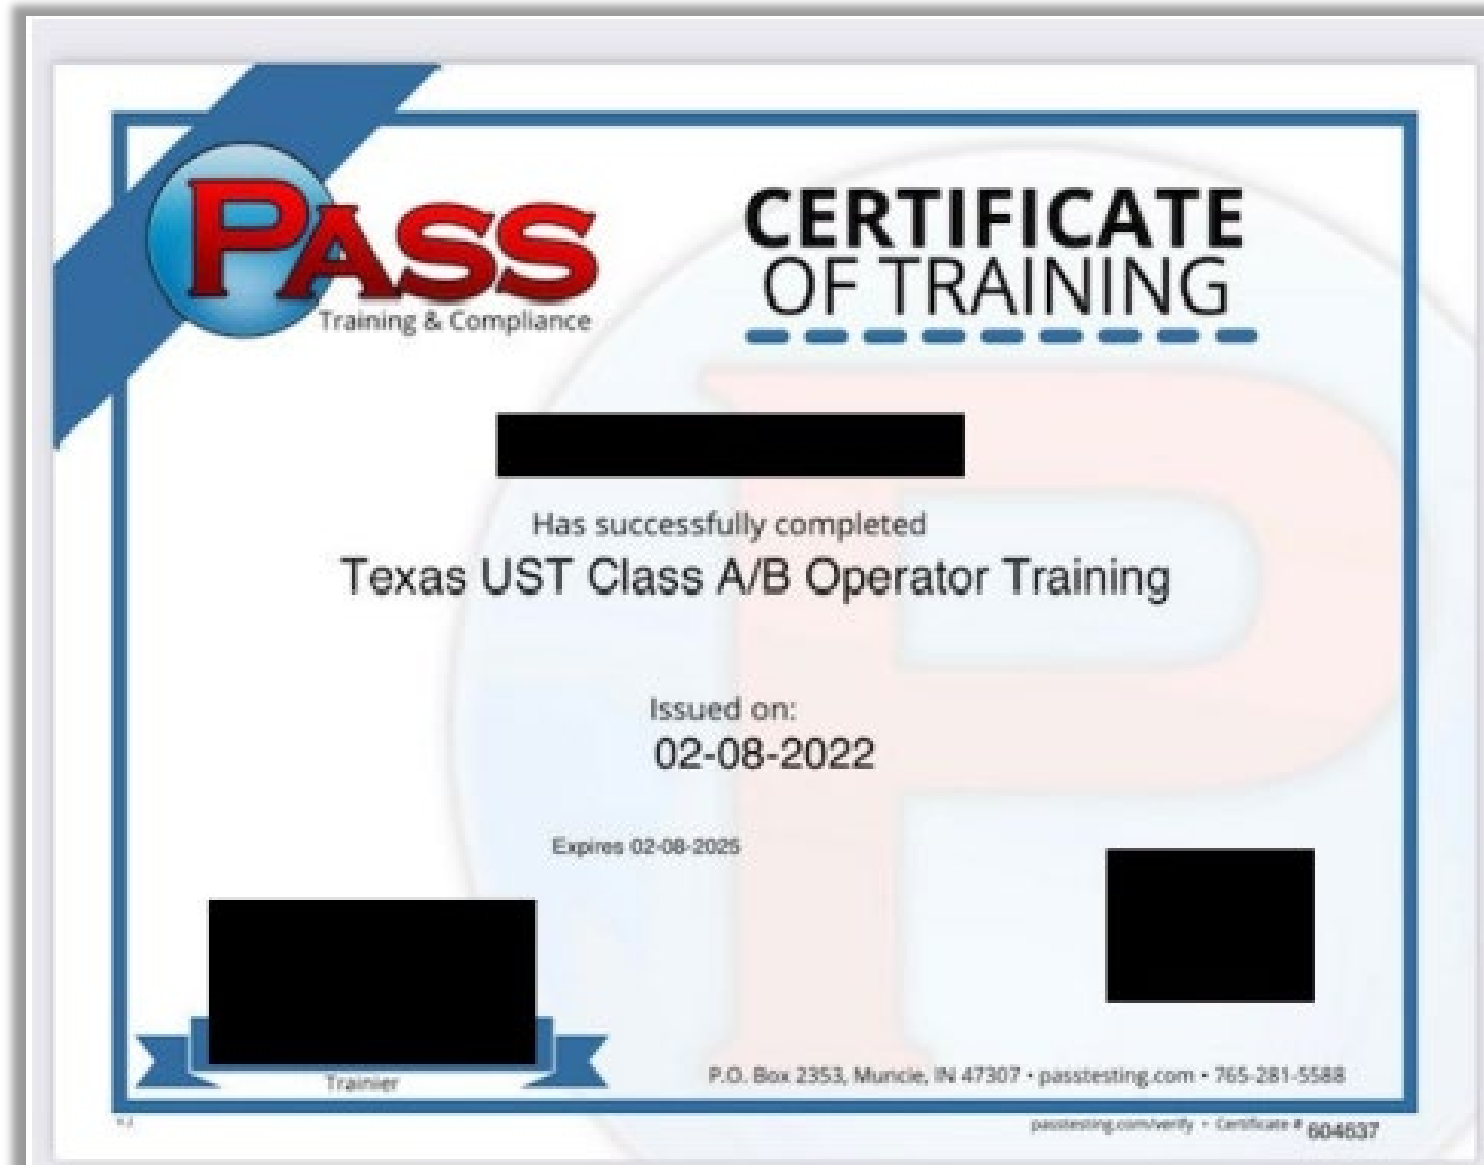 PASS
Training & Compliance
CERTIFICATE
OF TRAINING
Has successfully completed
Texas UST Class A/B Operator Training
Issued on:
02-08-2022
Expires 02-08-2025
Trainier
P.O. Box 2353, Muncie, IN 47307 • passtesting.com • 765-281-5588
passtesting.com/verify • Certificate # 604637